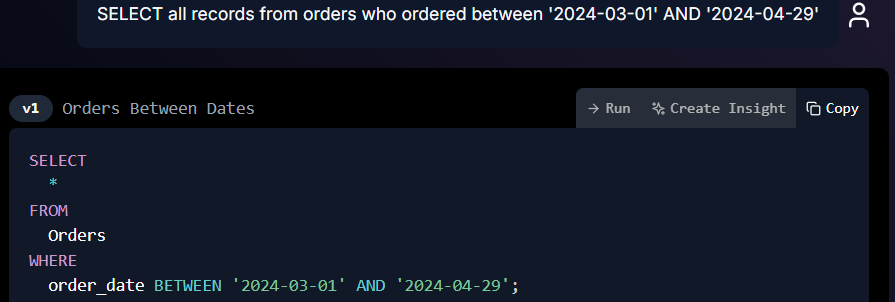 SELECT all records from orders who ordered between '2024-03-01' AND '2024-04-29'
v1 Orders Between Dates Run Create Insight Copy
SELECT
*
FROM
Orders
WHERE
order_date BETWEEN '2024-03-01' AND '2024-04-29';